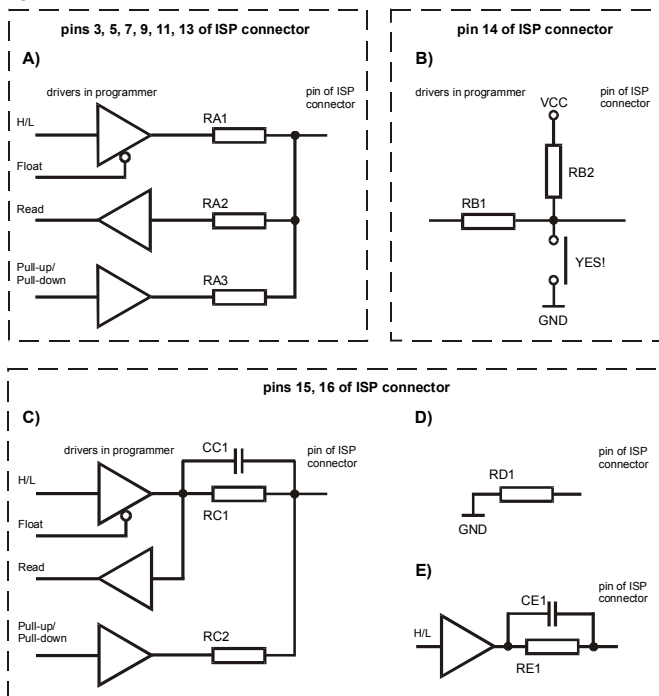 pins 3, 5, 7, 9, 11, 13 of ISP connector
A)
drivers in programmer
pin of ISP
connector
H/L
RA1
Float
Read
RA2
Pull-up/
Pull-down
RA3
pin 14 of ISP connector
B)
drivers in programmer
pin of ISP
connector
VCC
RB2
RB1
YES!
GND
pins 15, 16 of ISP connector
C)
drivers in programmer
CC1
pin of ISP
connector
H/L
RC1
Float
Read
Pull-up/
Pull-down
RC2
D)
pin of ISP
connector
RD1
GND
E)
pin of ISP
connector
CE1
H/L
RE1